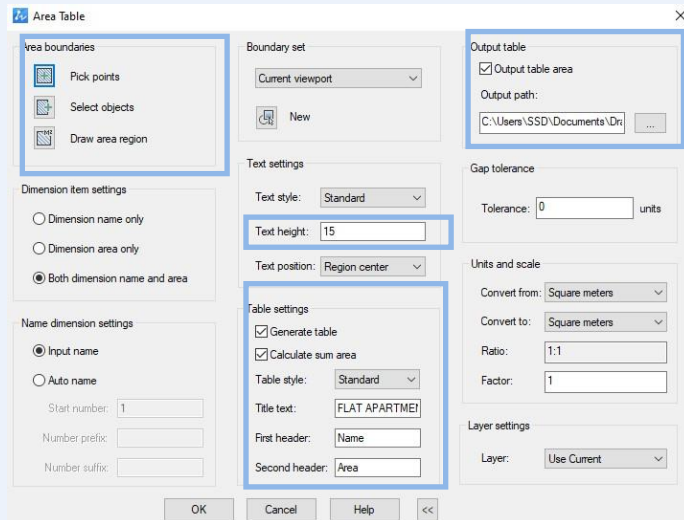 Area Table
Area boundaries
Pick points
Select objects
Draw area region
Dimension item settings
Dimension name only
Dimension area only
Both dimension name and area
Name dimension settings
Input name
Auto name
Start number: 1
Number prefix:
Number suffix:
Boundary set
Current viewport
New
Text settings
Text style: Standard
Text height: 15
Text position: Region center
Table settings
Generate table
Calculate sum area
Table style: Standard
Title text: FLAT APARTMEN
First header: Name
Second header: Area
Output table
Output table area
Output path:
C:\Users\SSD\Documents\Dra
...
Gap tolerance
Tolerance: 0 units
Units and scale
Convert from: Square meters
Convert to: Square meters
Ratio: 1:1
Factor: 1
Layer settings
Layer: Use Current
OK Cancel Help <<